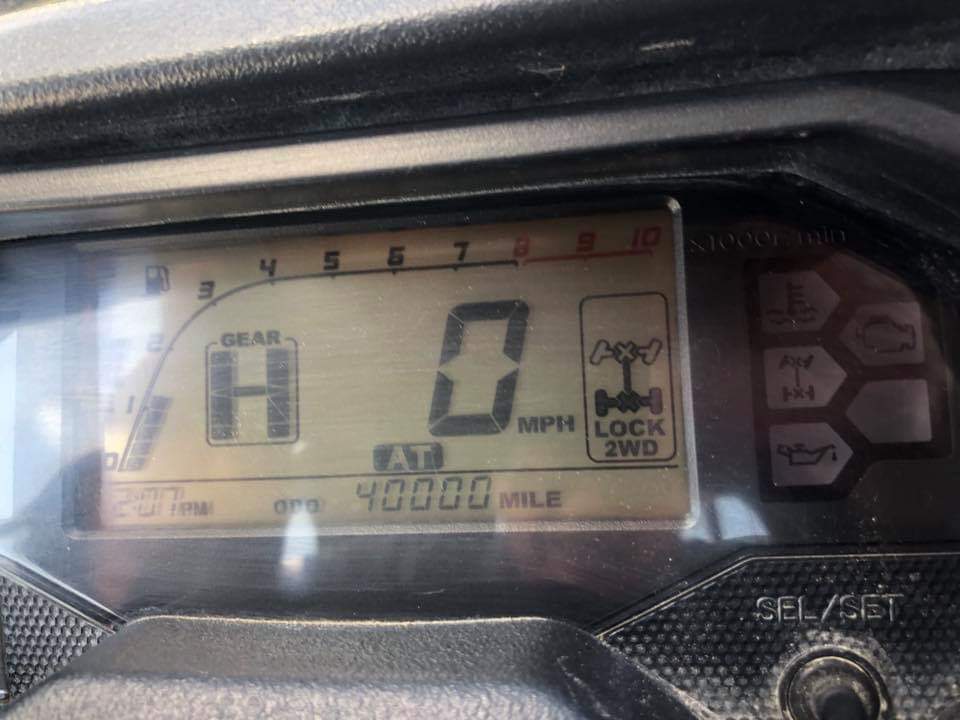 3 4 5 6 7 8 9 10
x1000r/min
2
GEAR
1
H
0
MPH
LOCK
2WD
AT
0
2:07 PM ODO 40000 MILE
SEL/SET